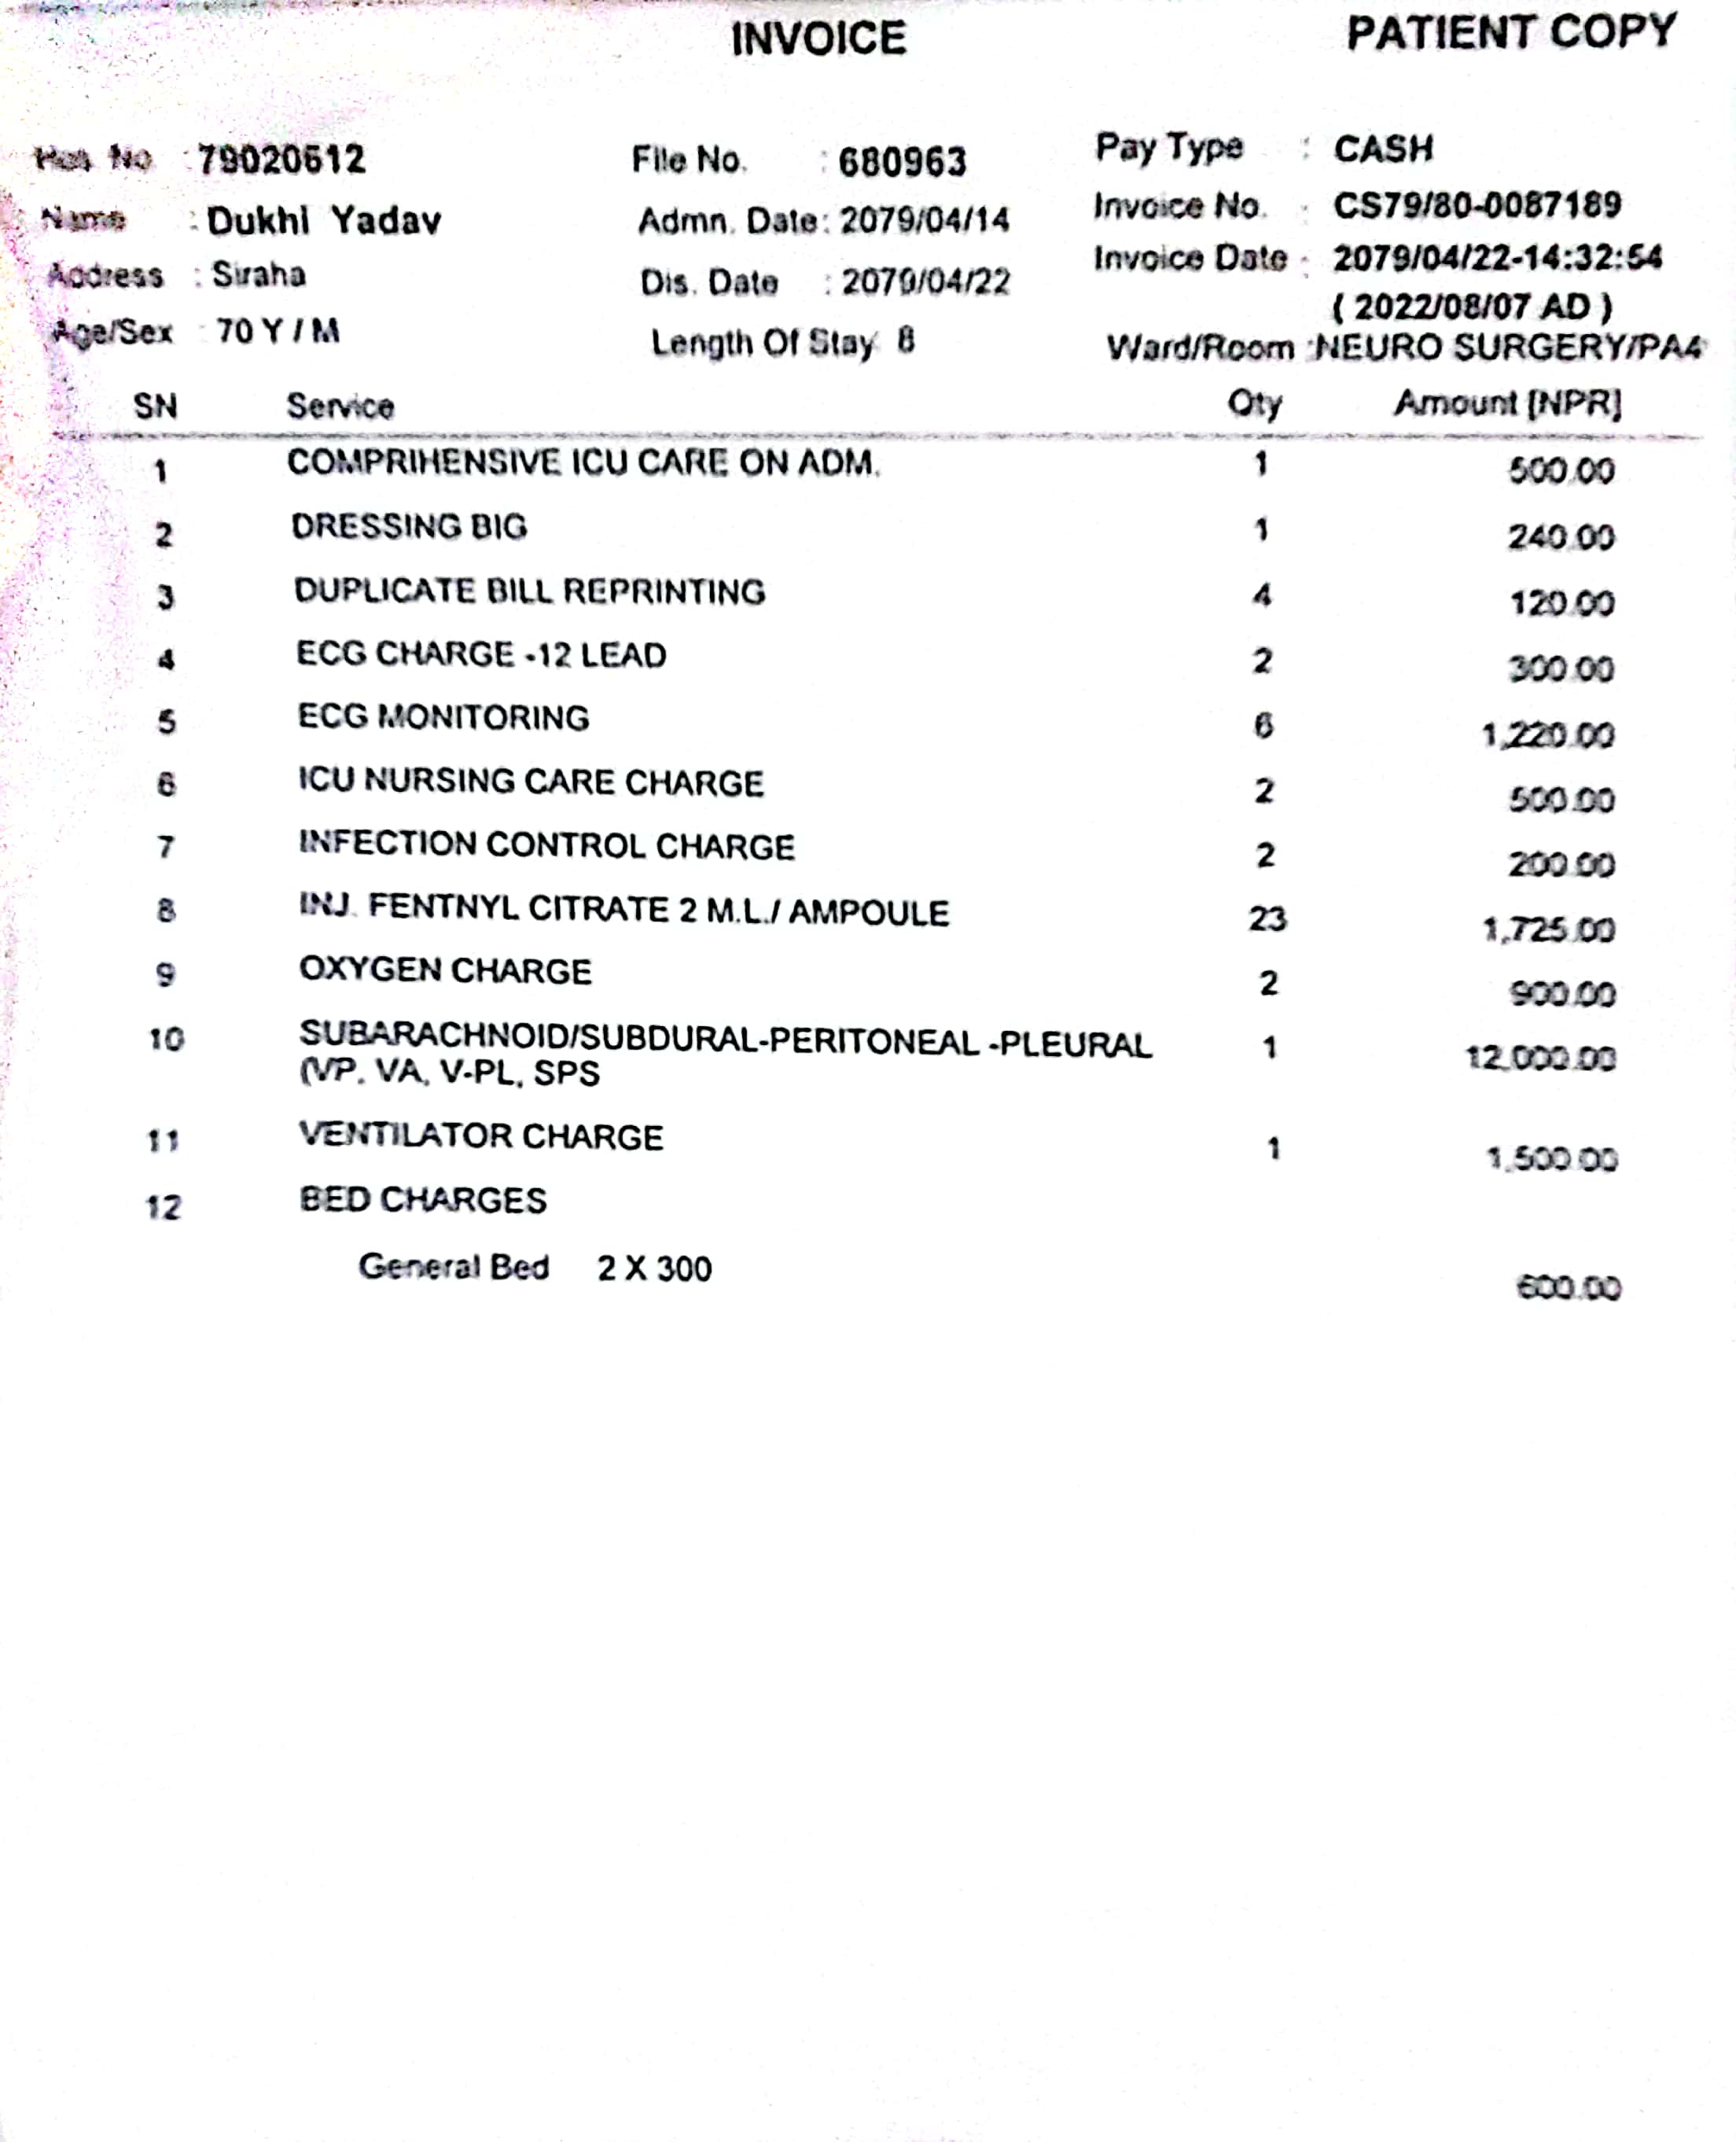 INVOICE PATIENT COPY
No : 79020612 File No. : 680963 Pay Type : CASH
Name : Dukhi Yadav Admn. Date : 2079/04/14 Invoice No. : CS79/80-0087189
Address : Siraha Dis. Date : 2079/04/22 Invoice Date : 2079/04/22-14:32:54
( 2022/08/07 AD )
Age/Sex : 70 Y / M Length Of Stay 8 Ward/Room :NEURO SURGERY/PA4
SN Service Qty Amount [NPR]
1 COMPRIHENSIVE ICU CARE ON ADM. 1 500.00
2 DRESSING BIG 1 240.00
3 DUPLICATE BILL REPRINTING 4 120.00
4 ECG CHARGE -12 LEAD 2 300.00
5 ECG MONITORING 6 1,220.00
6 ICU NURSING CARE CHARGE 2 500.00
7 INFECTION CONTROL CHARGE 2 200.00
8 INJ. FENTNYL CITRATE 2 M.L./ AMPOULE 23 1,725.00
9 OXYGEN CHARGE 2 900.00
10 SUBARACHNOID/SUBDURAL-PERITONEAL -PLEURAL 1 12,000.00
(VP, VA, V-PL, SPS
11 VENTILATOR CHARGE 1 1,500.00
12 BED CHARGES
General Bed 2 X 300 600.00